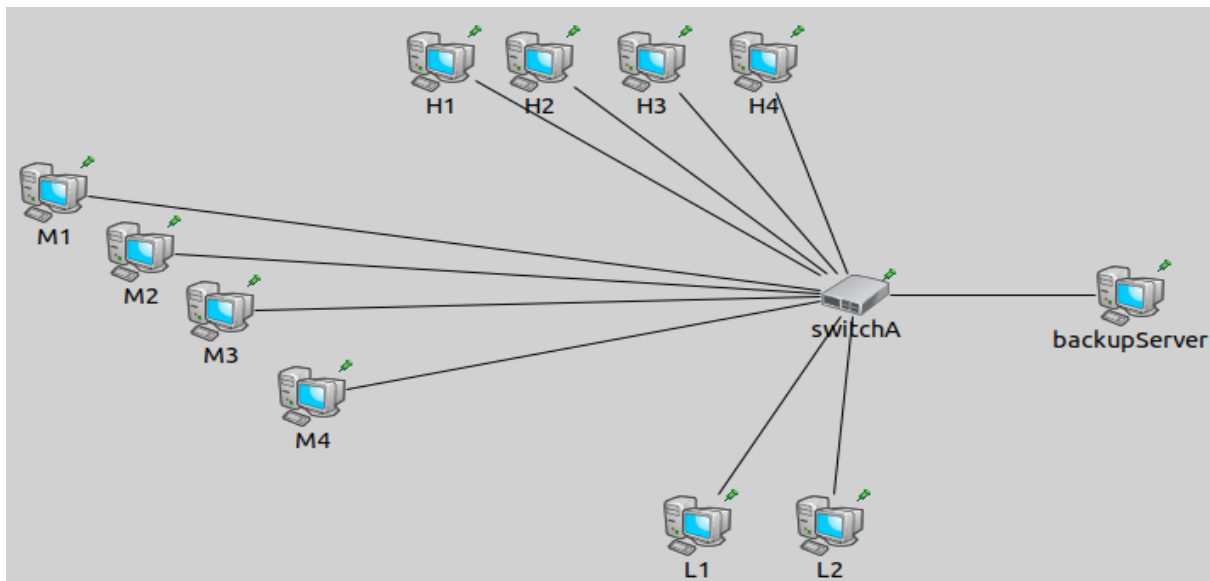 H1 H2 H3 H4
M1
M2
M3
M4
switchA
backupServer
L1 L2